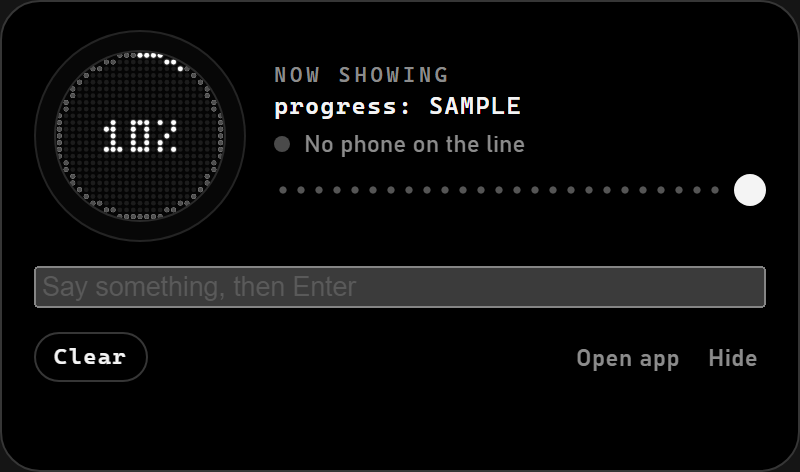 10%
NOW SHOWING
progress: SAMPLE
No phone on the line
Say something, then Enter
Clear
Open app
Hide